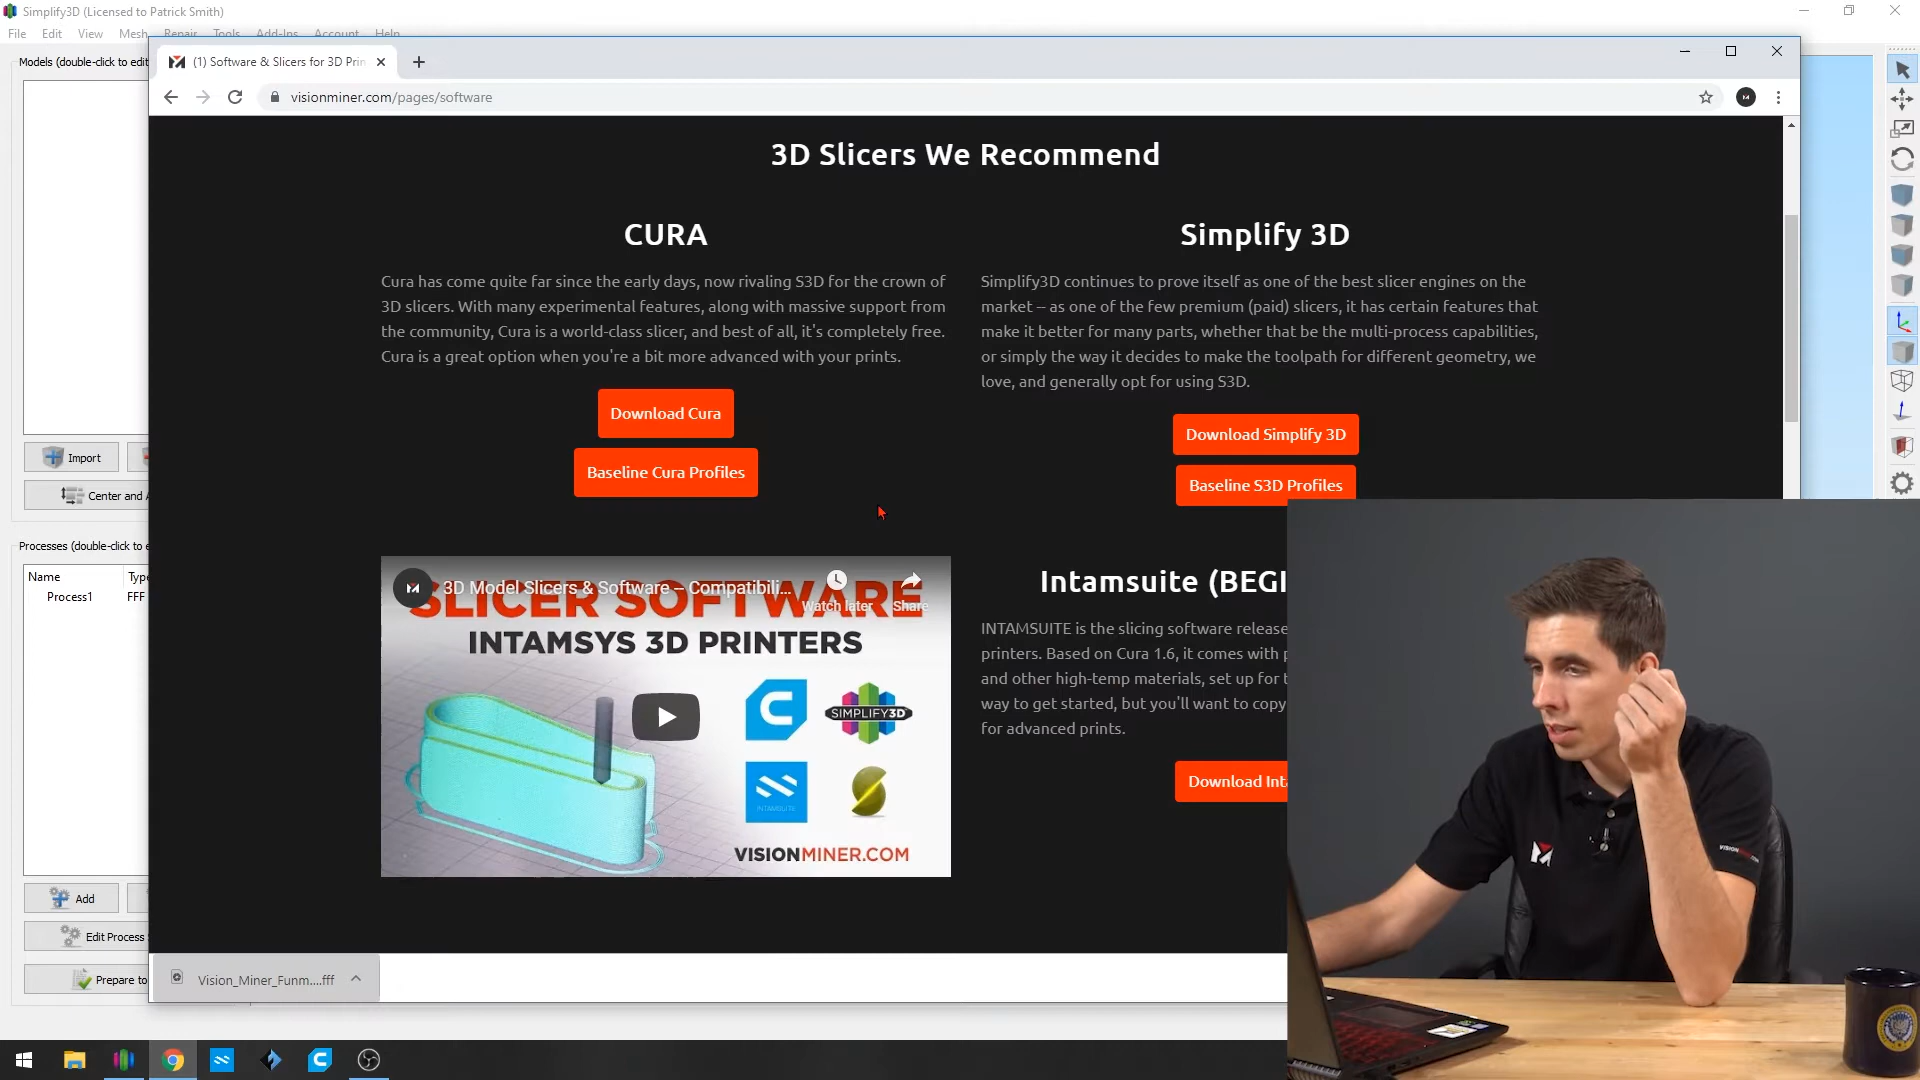 Simplify3D (Licensed to Patrick Smith)
File Edit View Mesh Repair Tools Add-Ins Account Help
Models (double-click to edit
Import
Center and A
Processes (double-click to e
Name Type
Process1 FFF
Add
Edit Process S
Prepare to
(1) Software & Slicers for 3D Prin
visionminer.com/pages/software
3D Slicers We Recommend
CURA
Cura has come quite far since the early days, now rivaling S3D for the crown of
3D slicers. With many experimental features, along with massive support from
the community, Cura is a world-class slicer, and best of all, it's completely free.
Cura is a great option when you're a bit more advanced with your prints.
Download Cura
Baseline Cura Profiles
Simplify 3D
Simplify3D continues to prove itself as one of the best slicer engines on the
market – as one of the few premium (paid) slicers, it has certain features that
make it better for many parts, whether that be the multi-process capabilities,
or simply the way it decides to make the toolpath for different geometry, we
love, and generally opt for using S3D.
Download Simplify 3D
Baseline S3D Profiles
3D Model Slicers & Software – Compatibili...
Watch later Share
SLICER SOFTWARE
INTAMSYS 3D PRINTERS
SIMPLIFY3D
INTAMSUITE
VISIONMINER.COM
Intamsuite (BEGI
INTAMSUITE is the slicing software release
printers. Based on Cura 1.6, it comes with p
and other high-temp materials, set up for t
way to get started, but you'll want to copy
for advanced prints.
Download Int
Vision_Miner_Funm....fff